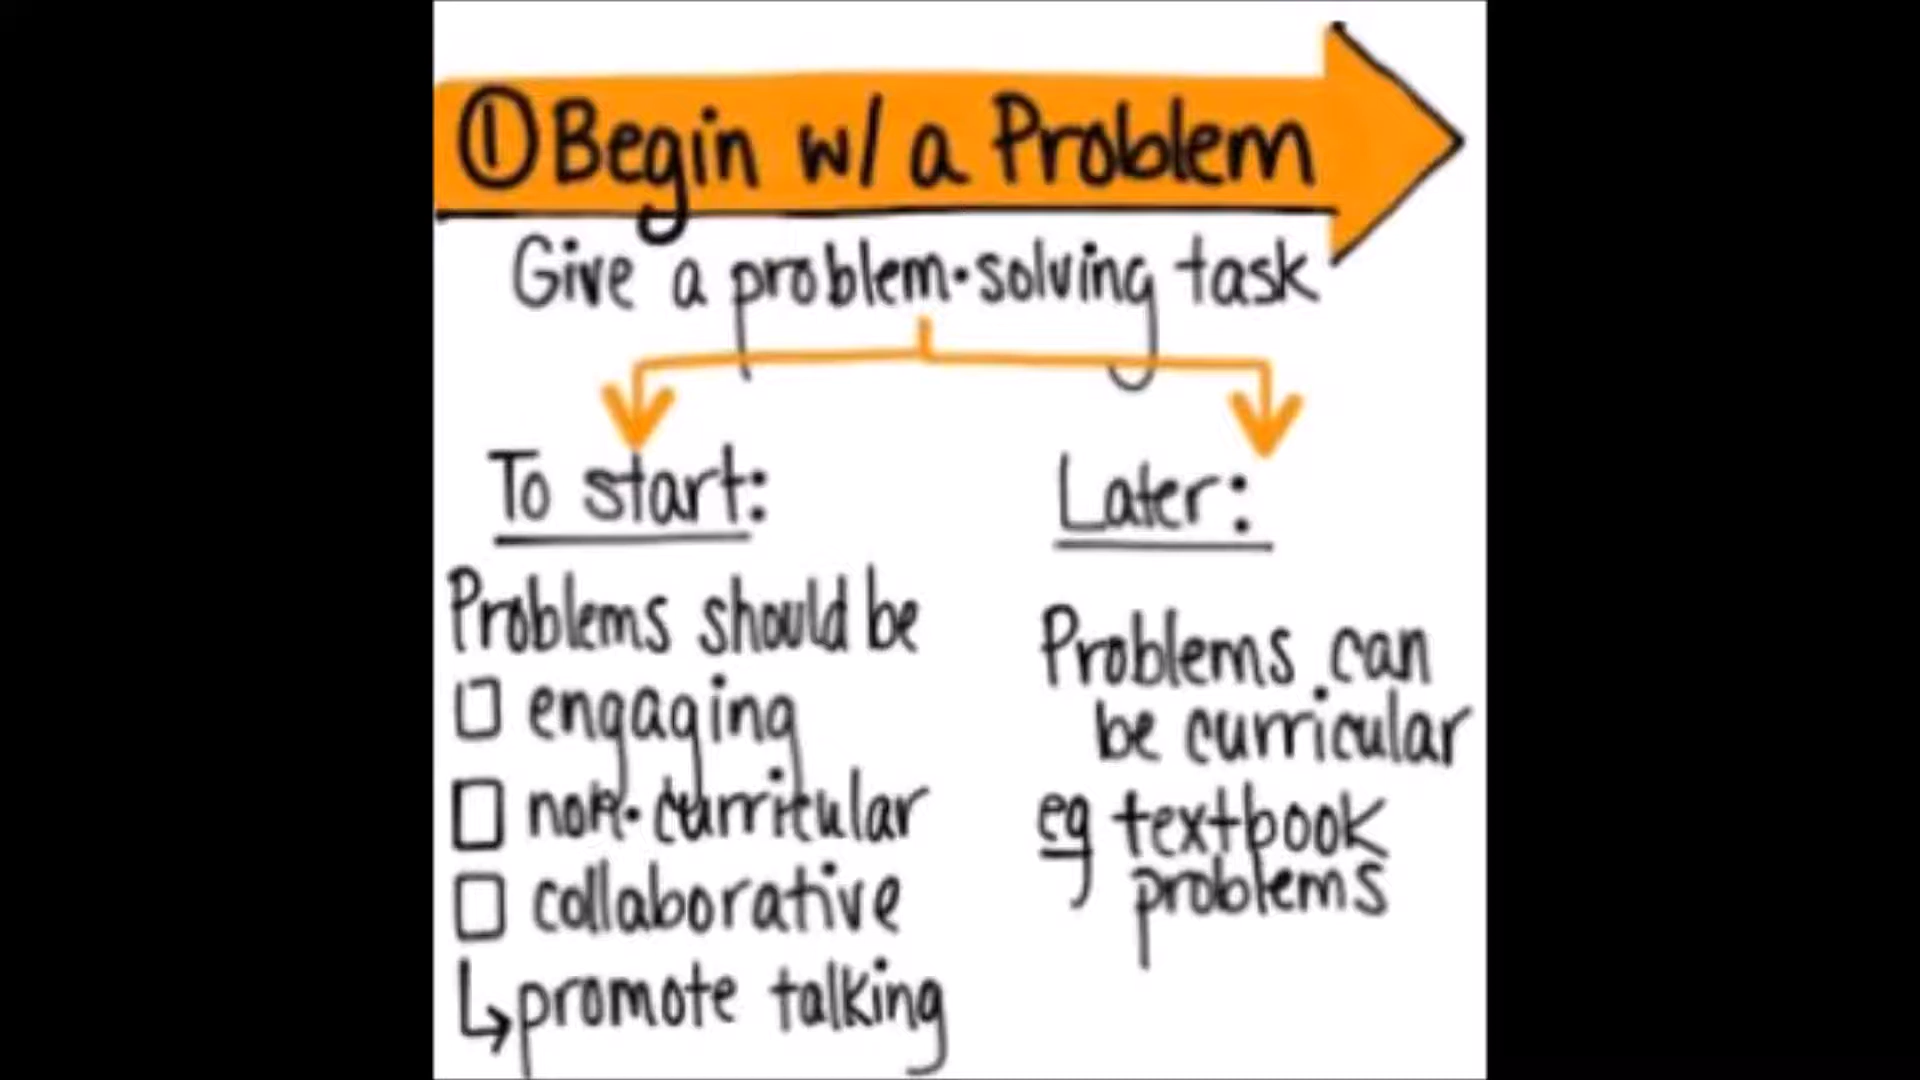 ① Begin w/ a Problem
Give a problem-solving task
To start:
Problems should be
engaging
non-curricular
collaborative
↳ promote talking
Later:
Problems can
be curricular
eg textbook
problems